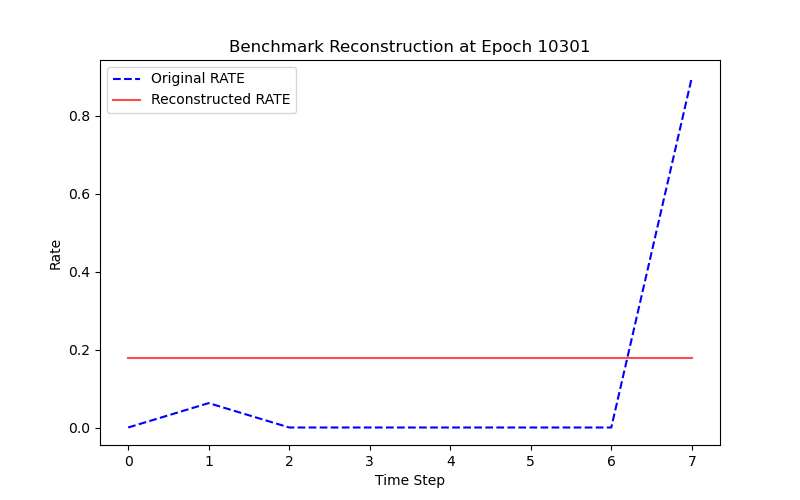 Benchmark Reconstruction at Epoch 10301
Original RATE
Reconstructed RATE
0.8
0.6
0.4
0.2
0.0
Rate
0 1 2 3 4 5 6 7
Time Step